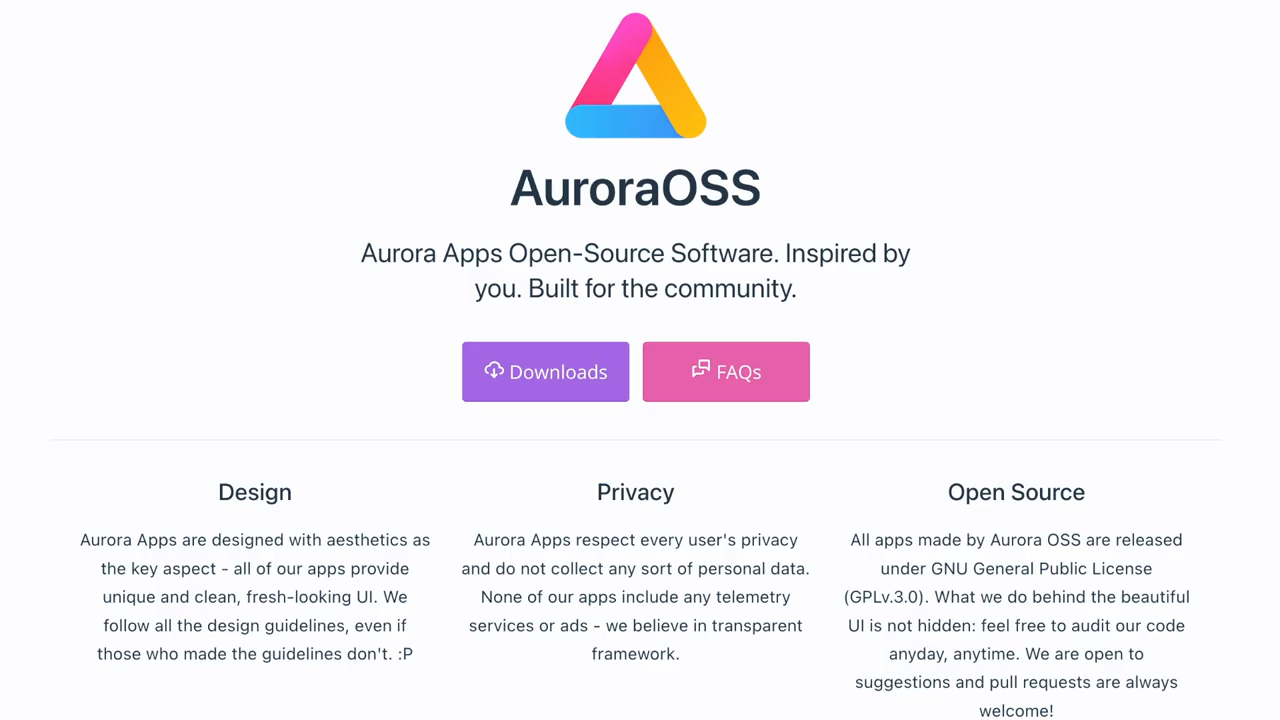 AuroraOSS
Aurora Apps Open-Source Software. Inspired by
you. Built for the community.
Downloads
FAQs
Design
Aurora Apps are designed with aesthetics as
the key aspect - all of our apps provide
unique and clean, fresh-looking UI. We
follow all the design guidelines, even if
those who made the guidelines don't. :P
Privacy
Aurora Apps respect every user's privacy
and do not collect any sort of personal data.
None of our apps include any telemetry
services or ads - we believe in transparent
framework.
Open Source
All apps made by Aurora OSS are released
under GNU General Public License
(GPLv.3.0). What we do behind the beautiful
UI is not hidden: feel free to audit our code
anyday, anytime. We are open to
suggestions and pull requests are always
welcome!